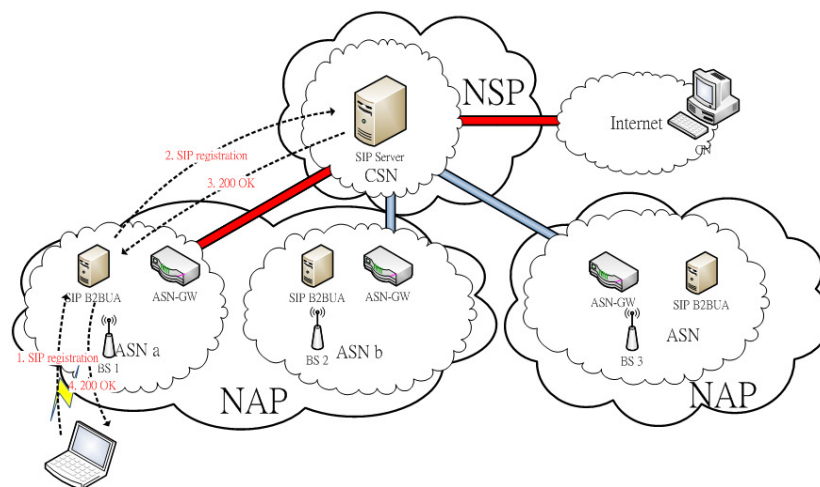 NSP
Internet
CN
SIP Server
CSN
2. SIP registration
3. 200 OK
SIP B2BUA
ASN-GW
SIP B2BUA
ASN-GW
ASN-GW
SIP B2BUA
1. SIP registration
BS 1
ASN a
4. 200 OK
BS 2
ASN b
BS 3
ASN
NAP
NAP